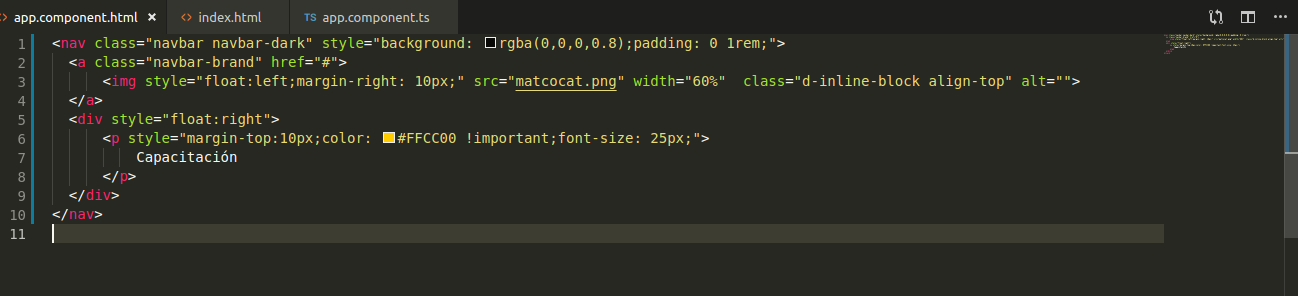 app.component.html × <> index.html TS app.component.ts ···
1 <nav class="navbar navbar-dark" style="background: rgba(0,0,0,0.8);padding: 0 1rem;">
2 <a class="navbar-brand" href="#">
3 <img style="float:left;margin-right: 10px;" src="matcocat.png" width="60%"  class="d-inline-block align-top" alt="">
4 </a>
5 <div style="float:right">
6 <p style="margin-top:10px;color: #FFCC00 !important;font-size: 25px;">
7 Capacitación
8 </p>
9 </div>
10 </nav>
11